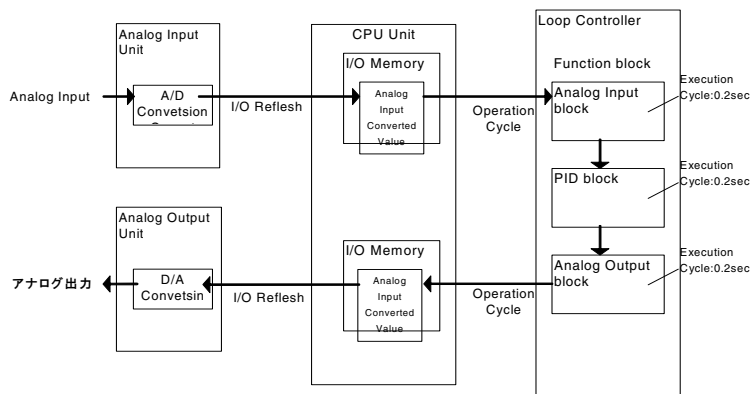 Loop Controller
Analog Input
Unit
CPU Unit
I/O Memory
Function block
Analog Input
A/D
Convetsion
I/O Reflesh
Analog
Input
Converted
Value
Operation
Cycle
Analog Input
block
Execution
Cycle:0.2sec
PID block
Execution
Cycle:0.2sec
Analog Output
Unit
I/O Memory
Analog Output
block
Execution
Cycle:0.2sec
アナログ出力
D/A
Convetsin
I/O Reflesh
Analog
Input
Converted
Value
Operation
Cycle